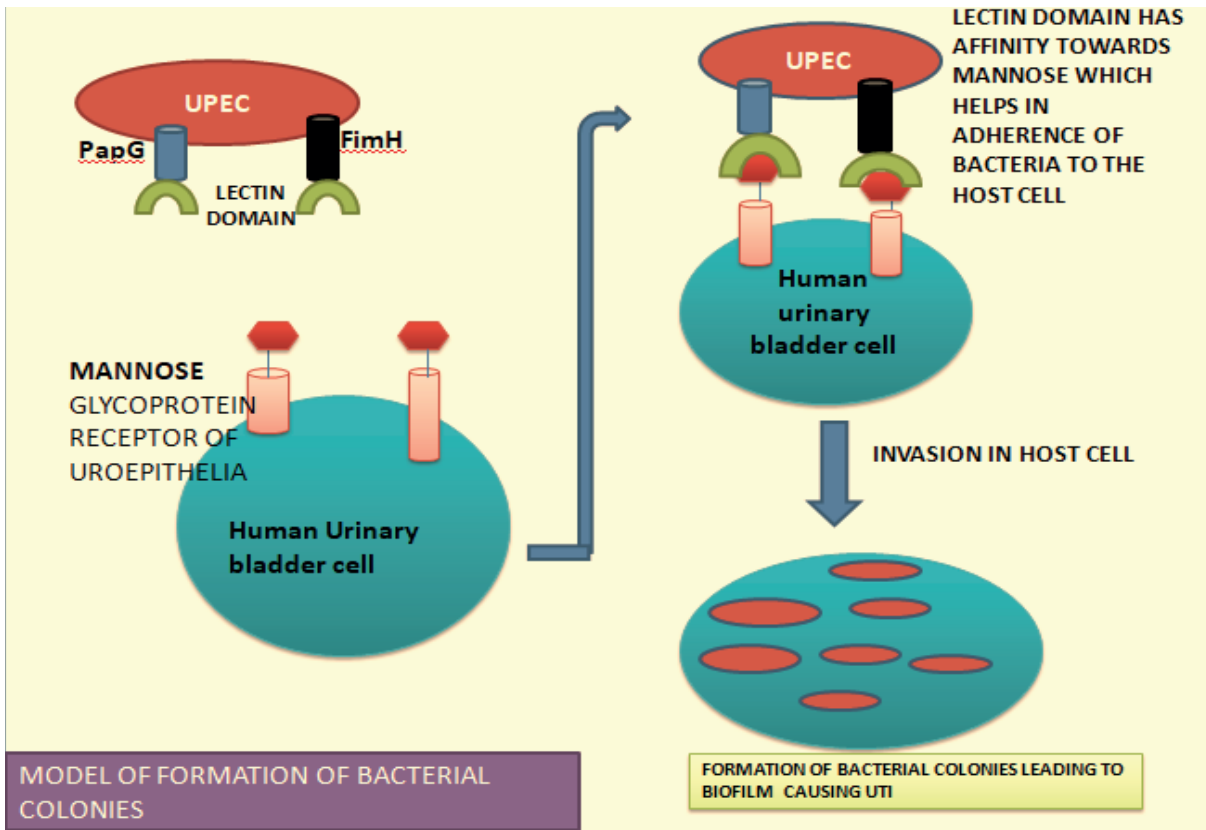 UPEC
PapG
FimH
LECTIN
DOMAIN
MANNOSE
GLYCOPROTEIN
RECEPTOR OF
UROEPITHELIA
Human Urinary
bladder cell
UPEC
LECTIN DOMAIN HAS
AFFINITY TOWARDS
MANNOSE WHICH
HELPS IN
ADHERENCE OF
BACTERIA TO THE
HOST CELL
Human
urinary
bladder cell
INVASION IN HOST CELL
MODEL OF FORMATION OF BACTERIAL
COLONIES
FORMATION OF BACTERIAL COLONIES LEADING TO
BIOFILM CAUSING UTI